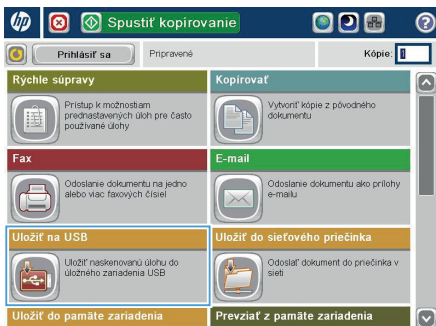 hp
Spustiť kopírovanie
?
Prihlásiť sa
Pripravené
Kópie: 1
Rýchle súpravy
Prístup k možnostiam
prednastavených úloh pre často
používané úlohy
Kopírovať
Vytvoriť kópie z pôvodného
dokumentu
Fax
Odoslanie dokumentu na jedno
alebo viac faxových čísiel
E-mail
Odoslanie dokumentu ako prílohy
e-mailu
Uložiť na USB
Uložiť naskenovanú úlohu do
úložného zariadenia USB
Uložiť do sieťového priečinka
Odoslať dokument do priečinka v
sieti
Uložiť do pamäte zariadenia
Prevziať z pamäte zariadenia